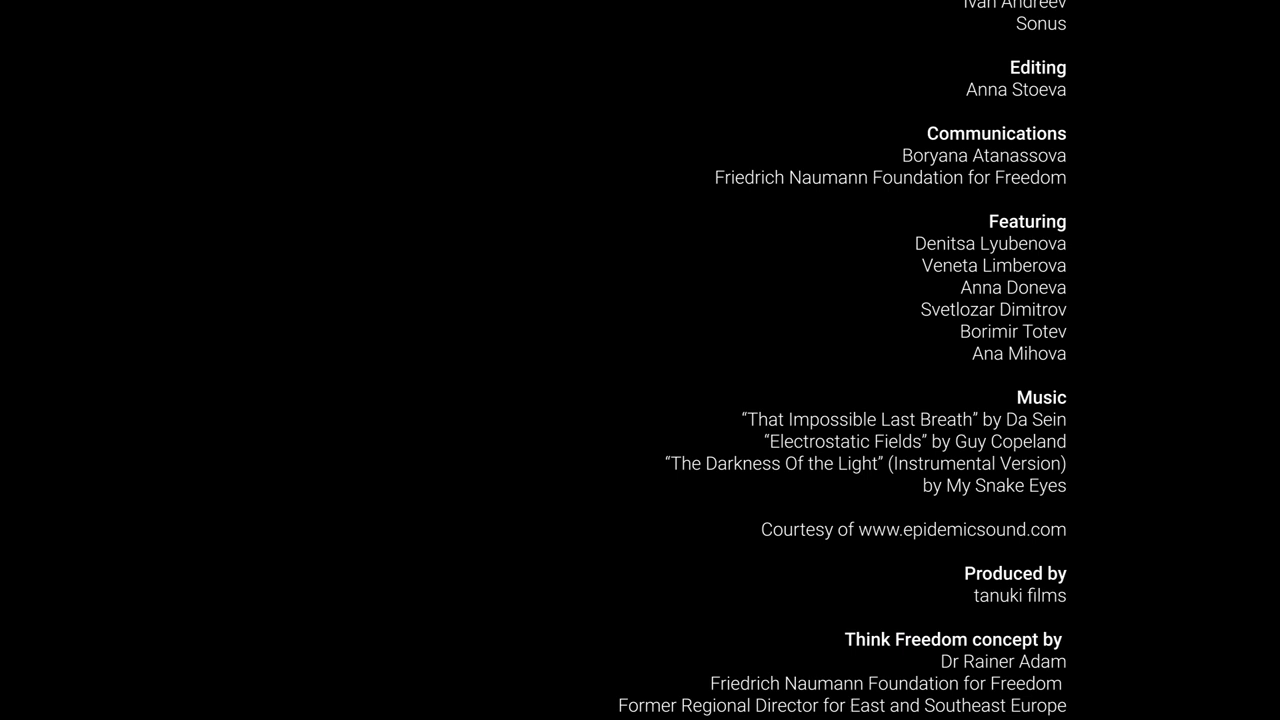 Ivan Andreev
Sonus
Editing
Anna Stoeva
Communications
Boryana Atanassova
Friedrich Naumann Foundation for Freedom
Featuring
Denitsa Lyubenova
Veneta Limberova
Anna Doneva
Svetlozar Dimitrov
Borimir Totev
Ana Mihova
Music
“That Impossible Last Breath” by Da Sein
“Electrostatic Fields” by Guy Copeland
“The Darkness Of the Light” (Instrumental Version)
by My Snake Eyes
Courtesy of www.epidemicsound.com
Produced by
tanuki films
Think Freedom concept by
Dr Rainer Adam
Friedrich Naumann Foundation for Freedom
Former Regional Director for East and Southeast Europe